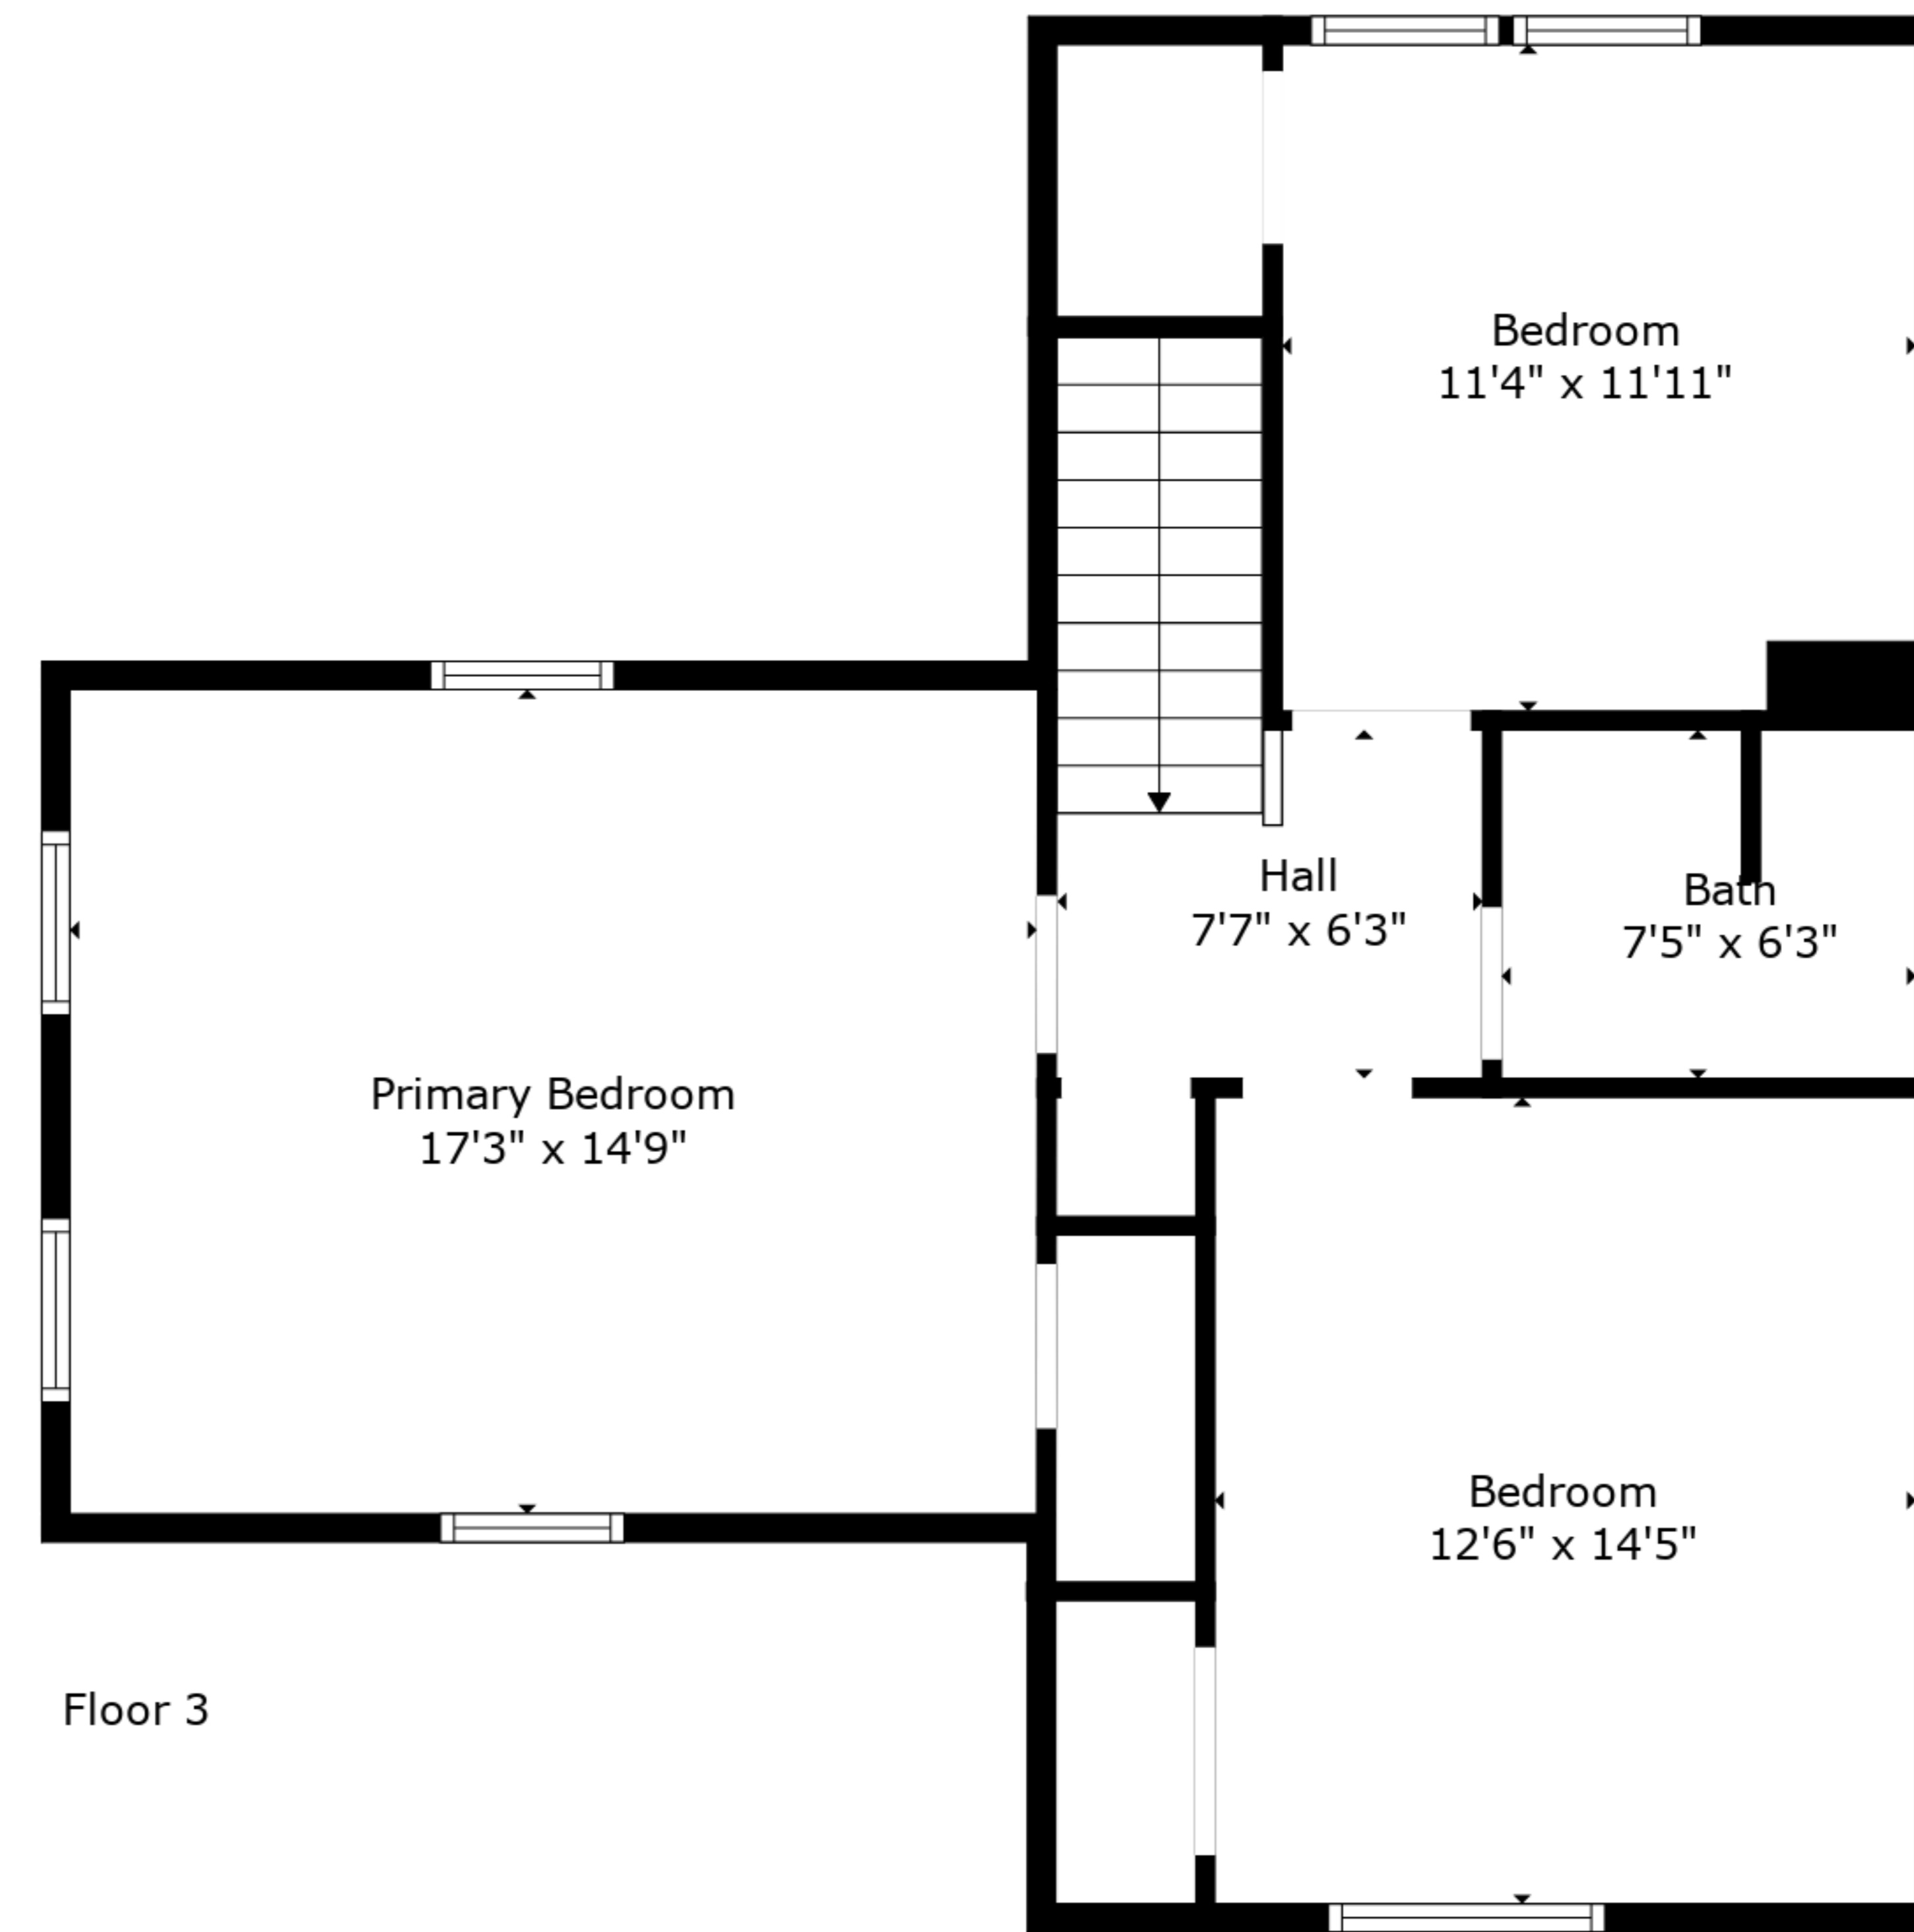 Bedroom
11'4" x 11'11"
Hall
7'7" x 6'3"
Bath
7'5" x 6'3"
Primary Bedroom
17'3" x 14'9"
Bedroom
12'6" x 14'5"
Floor 3